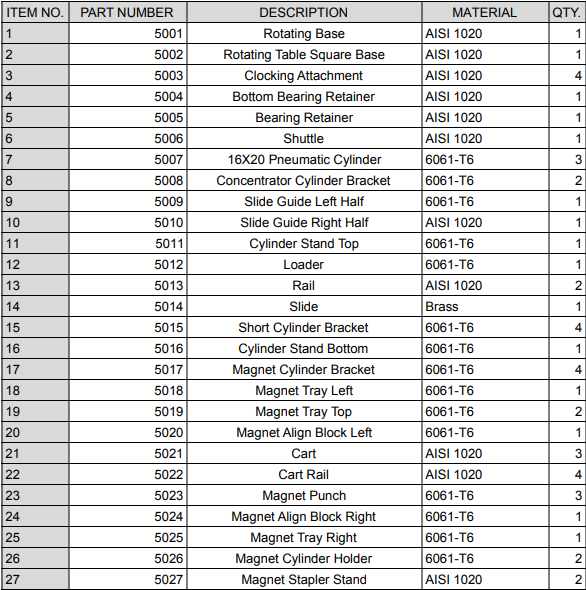 ITEM NO. PART NUMBER DESCRIPTION MATERIAL QTY.
1 5001 Rotating Base AISI 1020 1
2 5002 Rotating Table Square Base AISI 1020 1
3 5003 Clocking Attachment AISI 1020 4
4 5004 Bottom Bearing Retainer AISI 1020 1
5 5005 Bearing Retainer AISI 1020 1
6 5006 Shuttle AISI 1020 1
7 5007 16X20 Pneumatic Cylinder 6061-T6 3
8 5008 Concentrator Cylinder Bracket 6061-T6 2
9 5009 Slide Guide Left Half 6061-T6 1
10 5010 Slide Guide Right Half AISI 1020 1
11 5011 Cylinder Stand Top 6061-T6 1
12 5012 Loader 6061-T6 1
13 5013 Rail AISI 1020 2
14 5014 Slide Brass 1
15 5015 Short Cylinder Bracket 6061-T6 4
16 5016 Cylinder Stand Bottom 6061-T6 1
17 5017 Magnet Cylinder Bracket 6061-T6 4
18 5018 Magnet Tray Left 6061-T6 1
19 5019 Magnet Tray Top 6061-T6 2
20 5020 Magnet Align Block Left 6061-T6 1
21 5021 Cart AISI 1020 3
22 5022 Cart Rail AISI 1020 4
23 5023 Magnet Punch 6061-T6 3
24 5024 Magnet Align Block Right 6061-T6 1
25 5025 Magnet Tray Right 6061-T6 1
26 5026 Magnet Cylinder Holder 6061-T6 2
27 5027 Magnet Stapler Stand AISI 1020 2